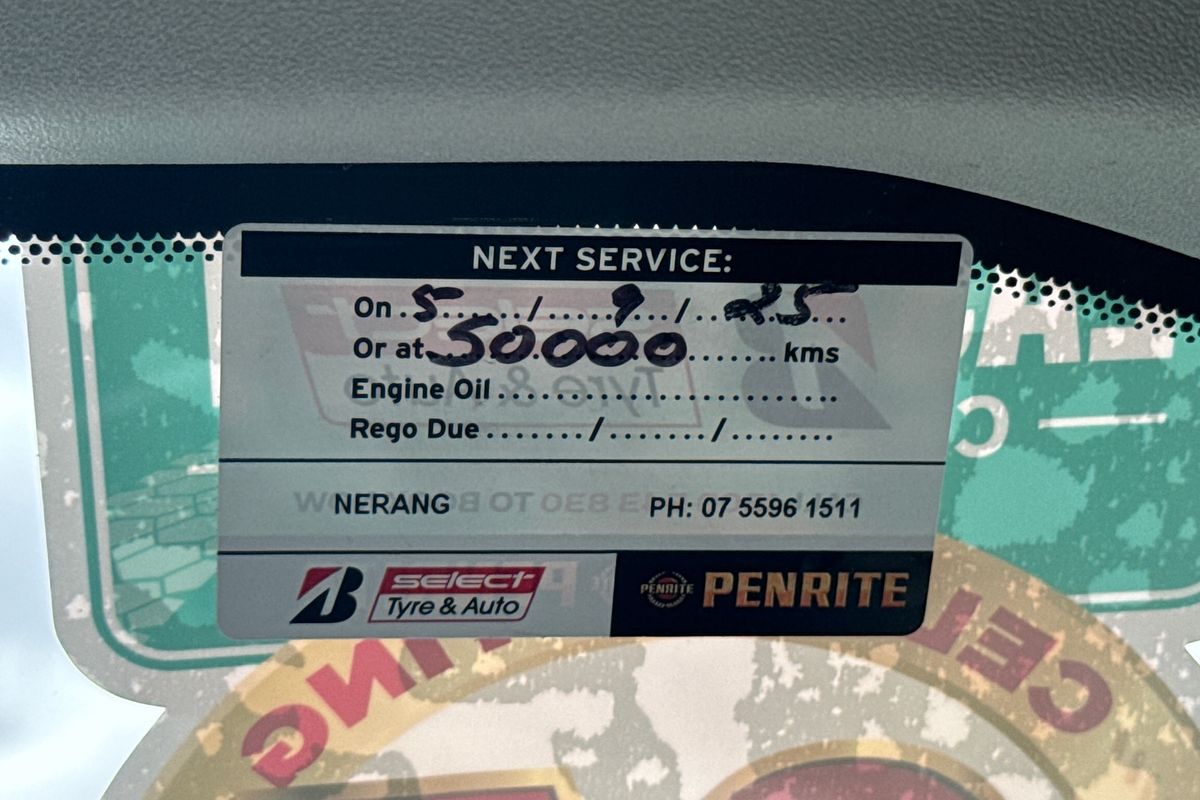 NEXT SERVICE:
On 5 / 9 / 25
Or at 50000 kms
Engine Oil
Rego Due / /
NERANG PH: 07 5596 1511
select
Tyre & Auto
PENRITE
PENRITE